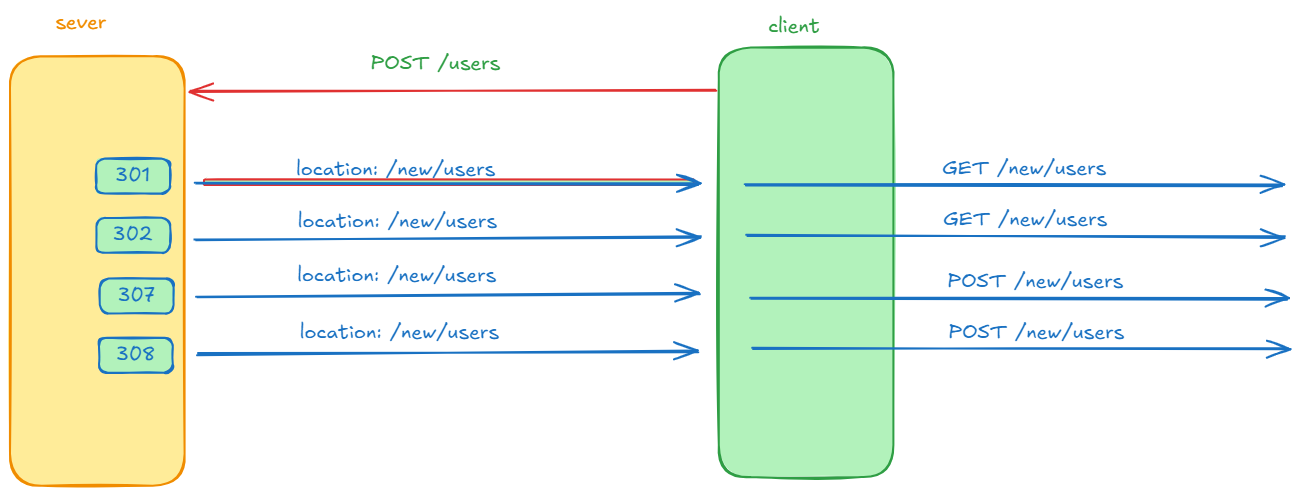 sever
client
POST /users
301
location: /new/users
GET /new/users
302
location: /new/users
GET /new/users
307
location: /new/users
POST /new/users
308
location: /new/users
POST /new/users